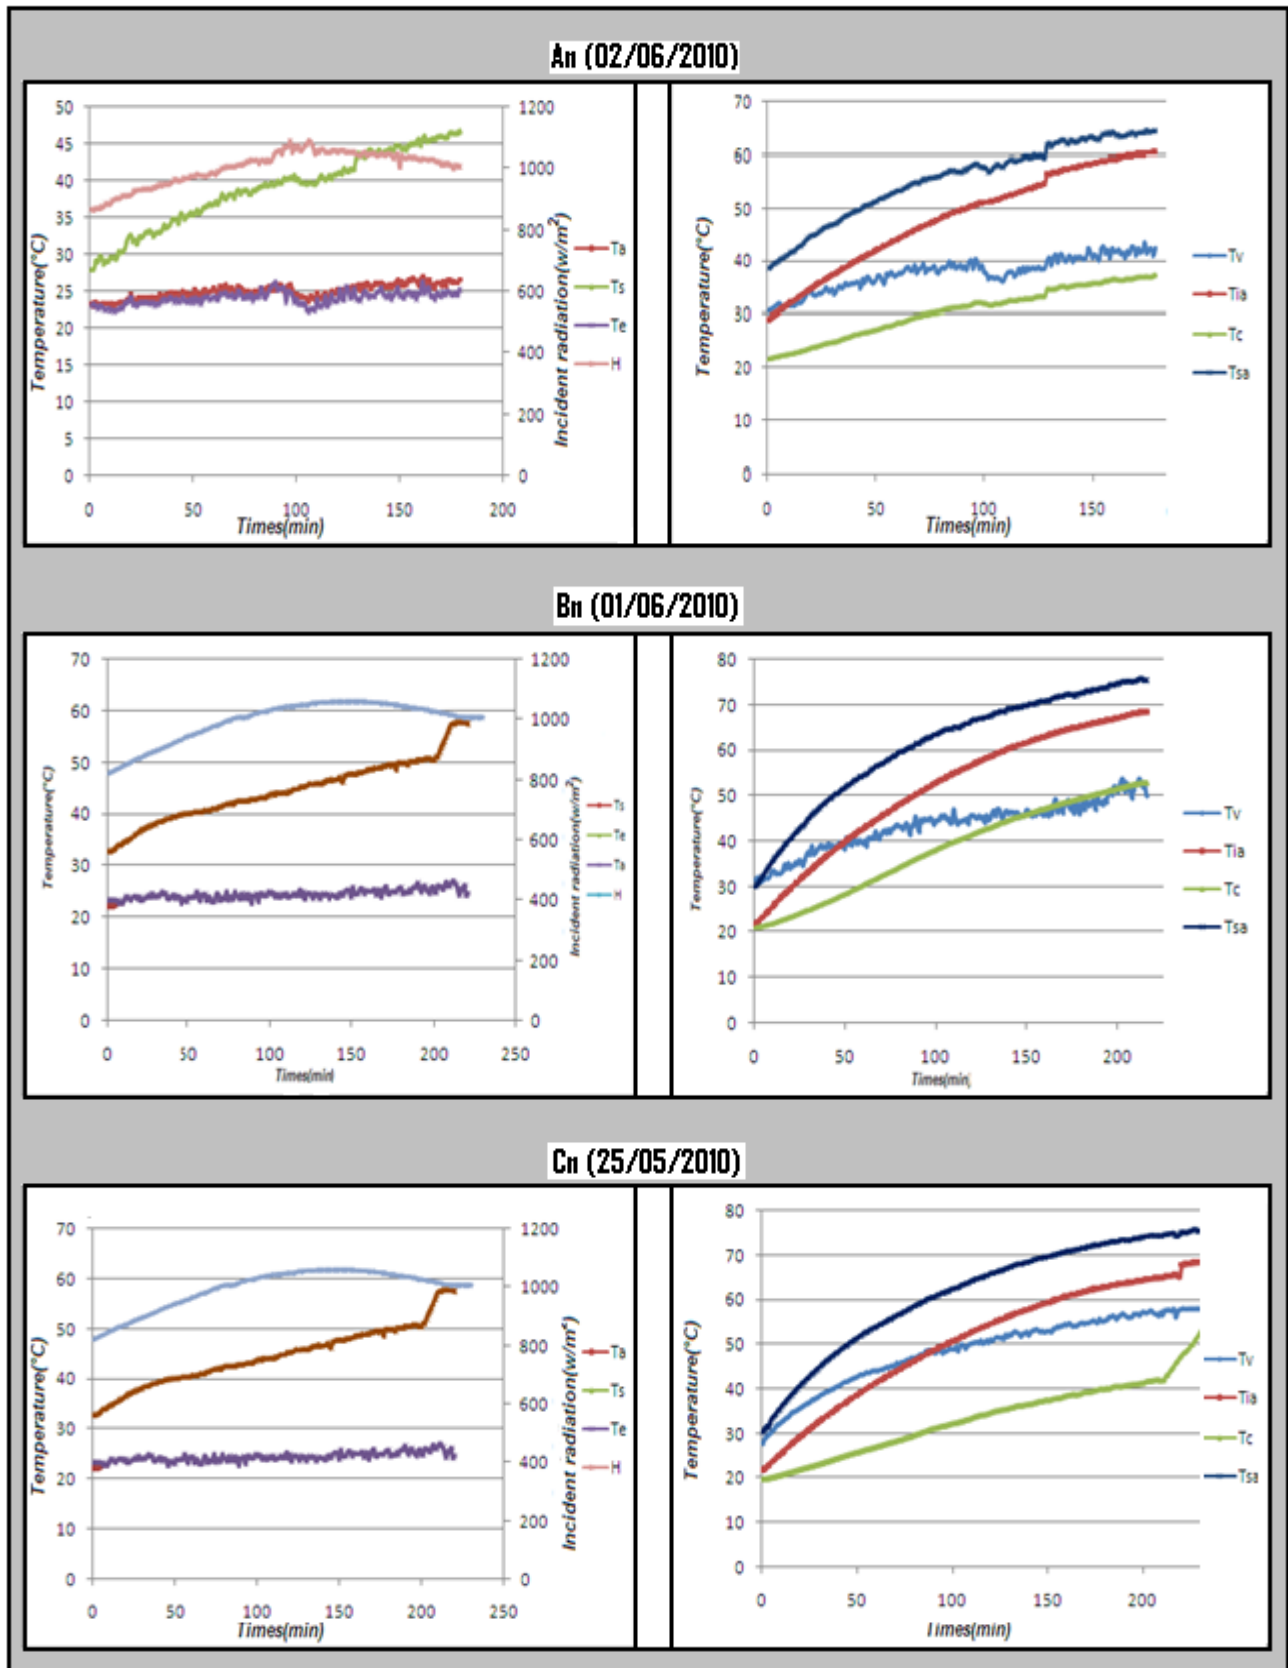 An (02/06/2010)
50
45
40
35
30
25
20
15
10
5
0
Temperature(°C)
0 50 100 150 200
Times(min)
1200
1000
800
600
400
200
0
Incident radiation(w/m²)
Ta
Ts
Te
H
70
60
50
40
30
20
10
0
Temperature(°C)
0 50 100 150
Times(min)
Tv
Tia
Tc
Tsa
Bn (01/06/2010)
70
60
50
40
30
20
10
0
Temperature(°C)
0 50 100 150 200 250
Times(min)
1200
1000
800
600
400
200
0
Incident radiation(w/m²)
Ts
Te
Ta
H
80
70
60
50
40
30
20
10
0
Temperature(°C)
0 50 100 150 200
Times(min)
Tv
Tia
Tc
Tsa
Cn (25/05/2010)
70
60
50
40
30
20
10
0
Temperature(°C)
0 50 100 150 200 250
Times(min)
1200
1000
800
600
400
200
0
Incident radiation(w/m²)
Ta
Ts
Te
H
80
70
60
50
40
30
20
10
0
Temperature(°C)
0 50 100 150 200
Times(min)
Tv
Tia
Tc
Tsa